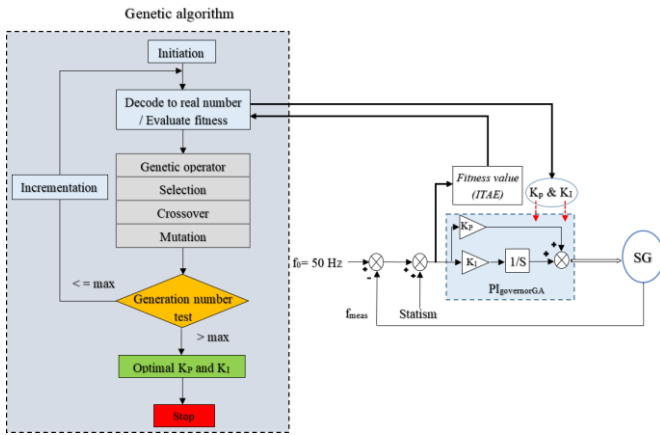 Genetic algorithm
Initiation
Decode to real number
/ Evaluate fitness
Genetic operator
Selection
Crossover
Mutation
Incrementation
<= max
Generation number
test
> max
Optimal KP and KI
Stop
Fitness value
(ITAE)
KP & KI
f0= 50 Hz
+
-
+
+
Statism
fmeas
KP
KI
1/S
+
+
PIgovernorGA
SG